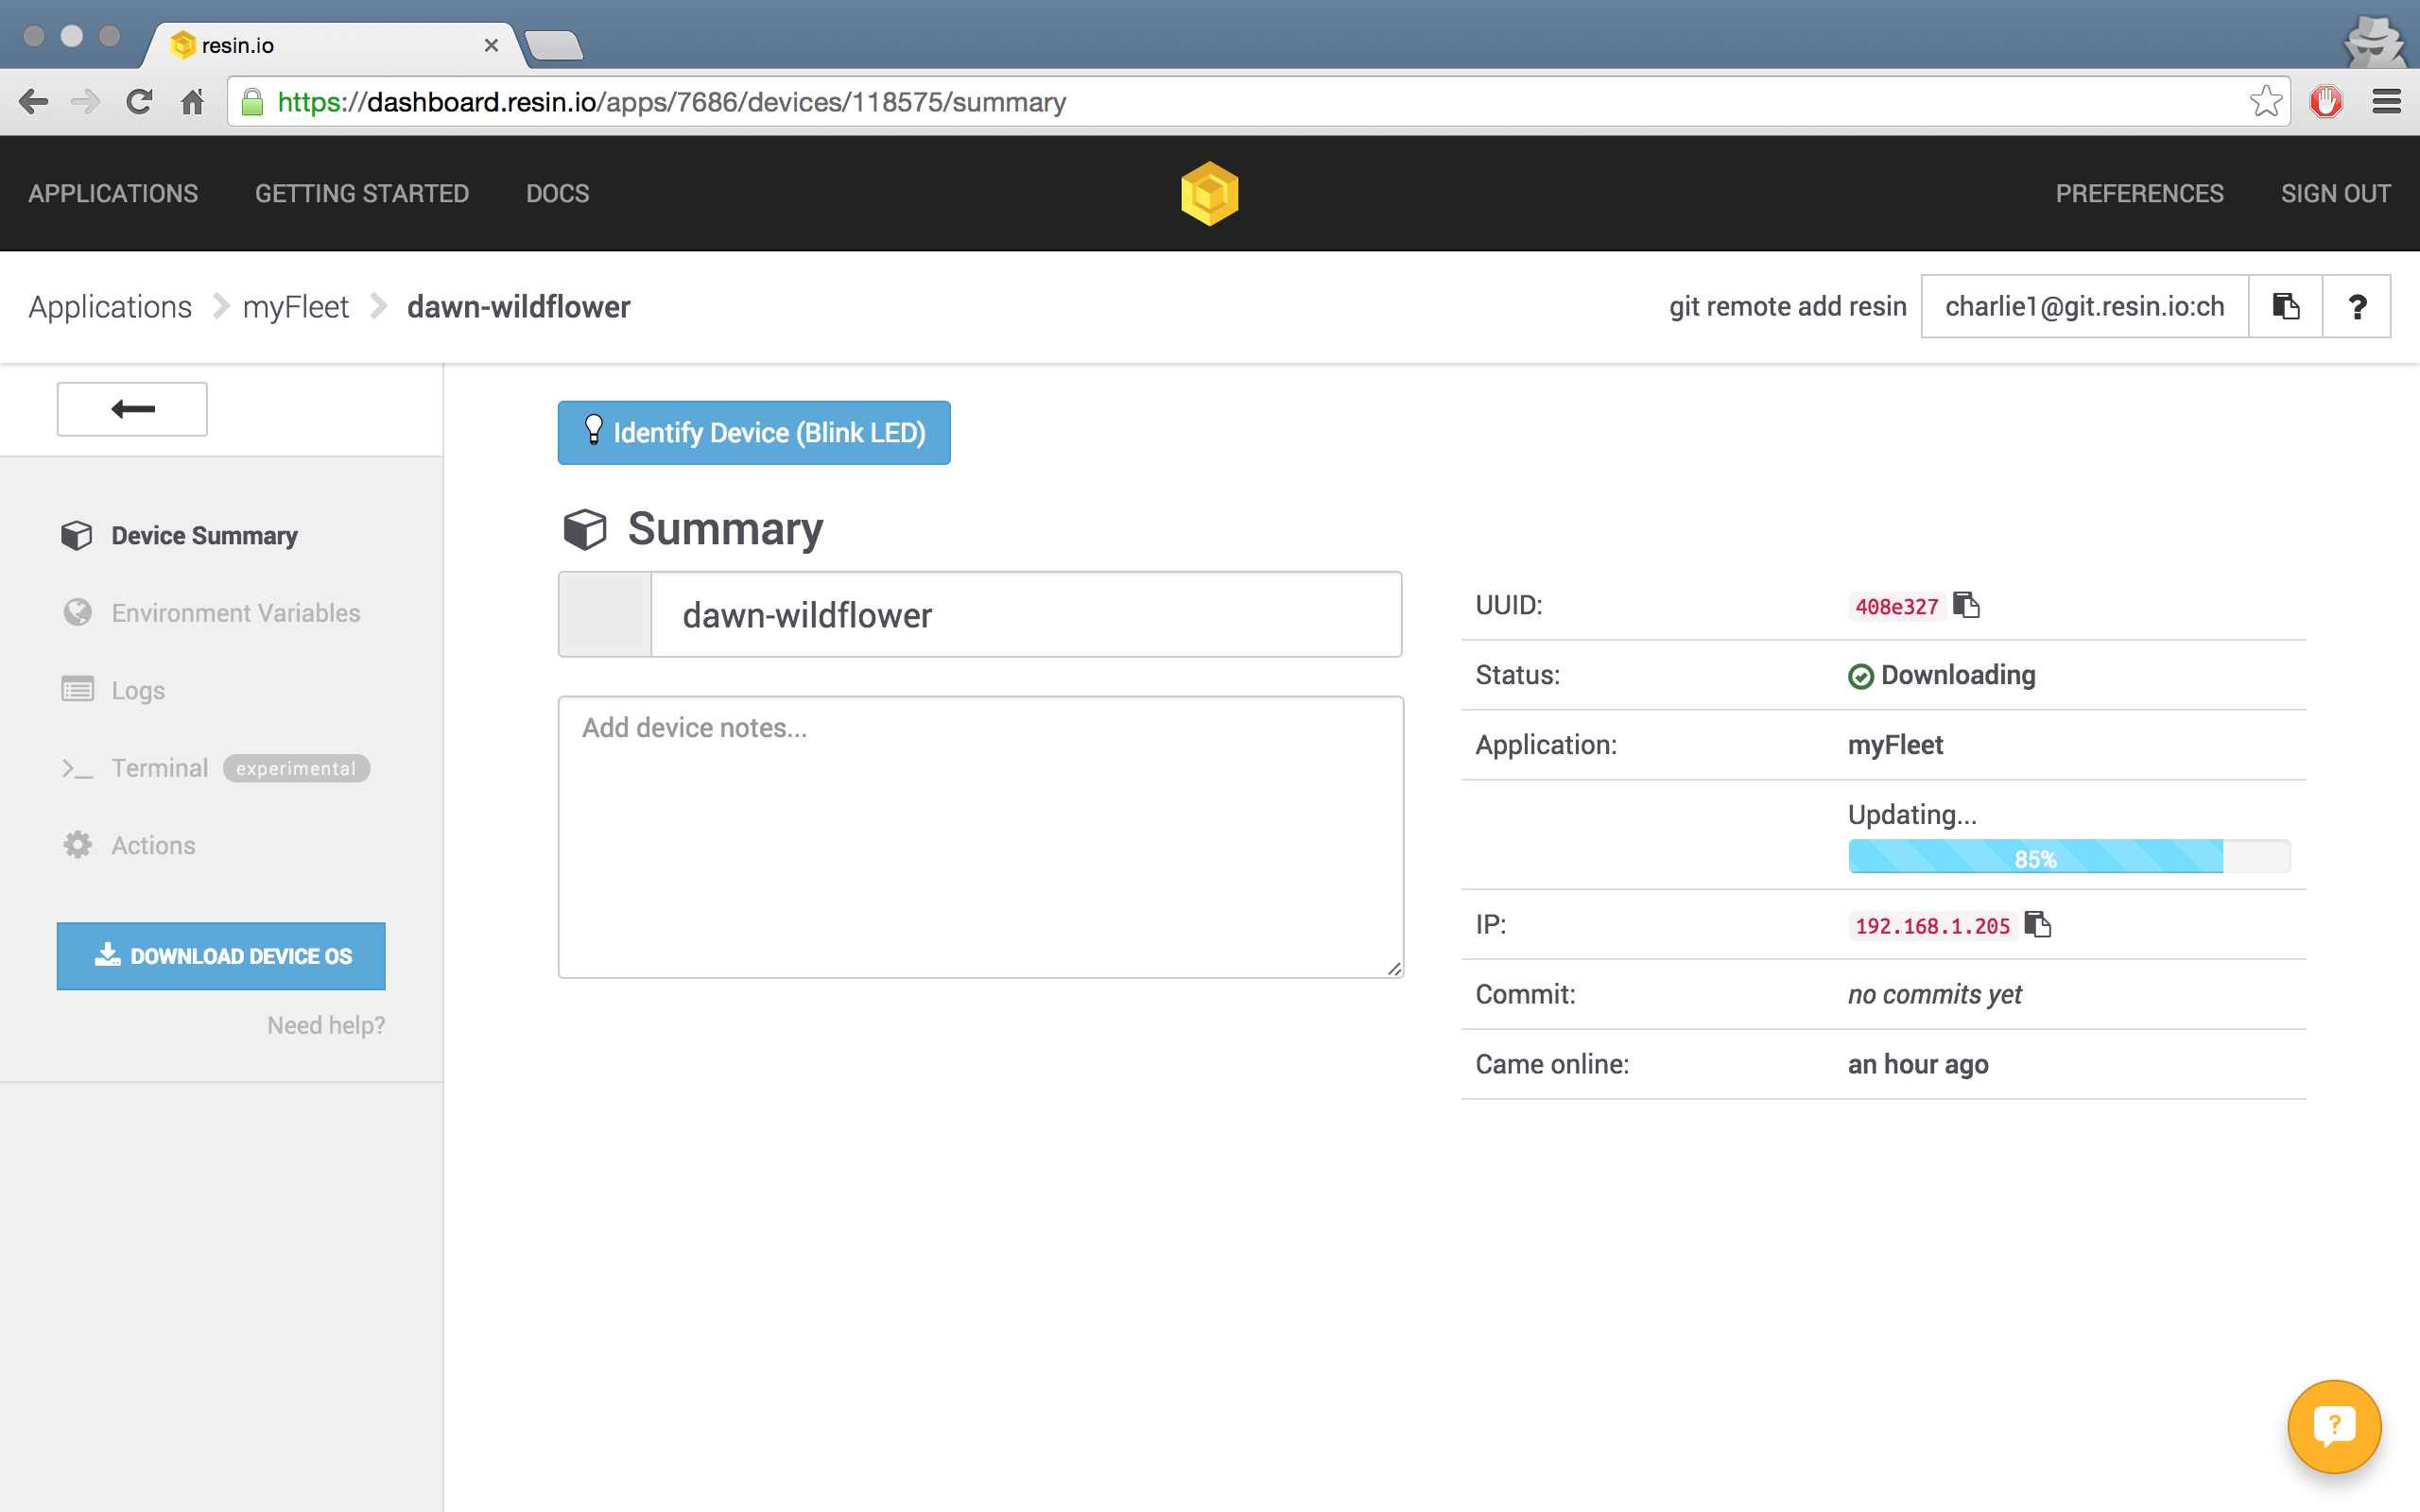 resin.io
https://dashboard.resin.io/apps/7686/devices/118575/summary
APPLICATIONS GETTING STARTED DOCS PREFERENCES SIGN OUT
Applications myFleet dawn-wildflower git remote add resin charlie1@git.resin.io:ch ?
Identify Device (Blink LED)
Device Summary
Environment Variables
Logs
Terminal experimental
Actions
DOWNLOAD DEVICE OS
Need help?
Summary
dawn-wildflower
Add device notes...
UUID: 408e327
Status: Downloading
Application: myFleet
Updating...
85%
IP: 192.168.1.205
Commit: no commits yet
Came online: an hour ago
?